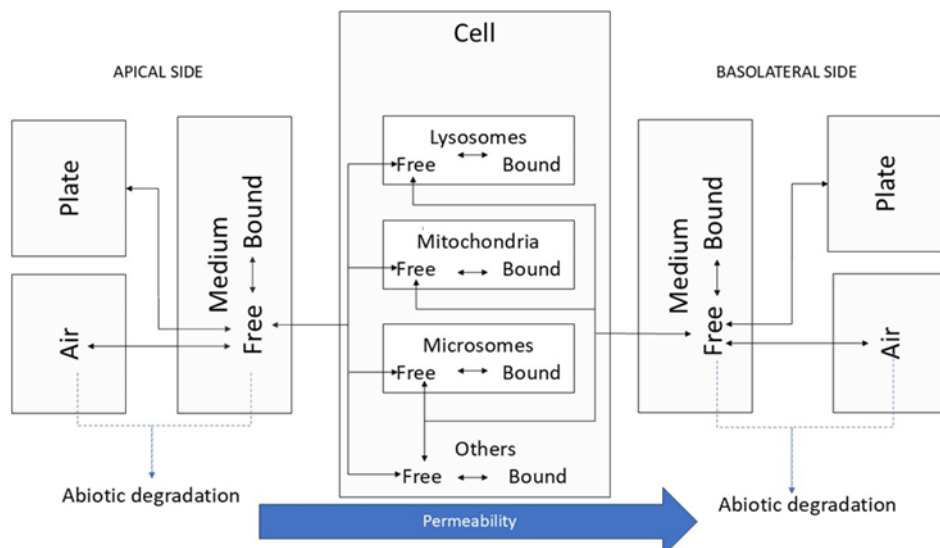 Cell
APICAL SIDE
BASOLATERAL SIDE
Plate
Air
Medium
Free Bound
Lysosomes
Free Bound
Mitochondria
Free Bound
Microsomes
Free Bound
Others
Free Bound
Medium
Free Bound
Plate
Air
Abiotic degradation
Abiotic degradation
Permeability